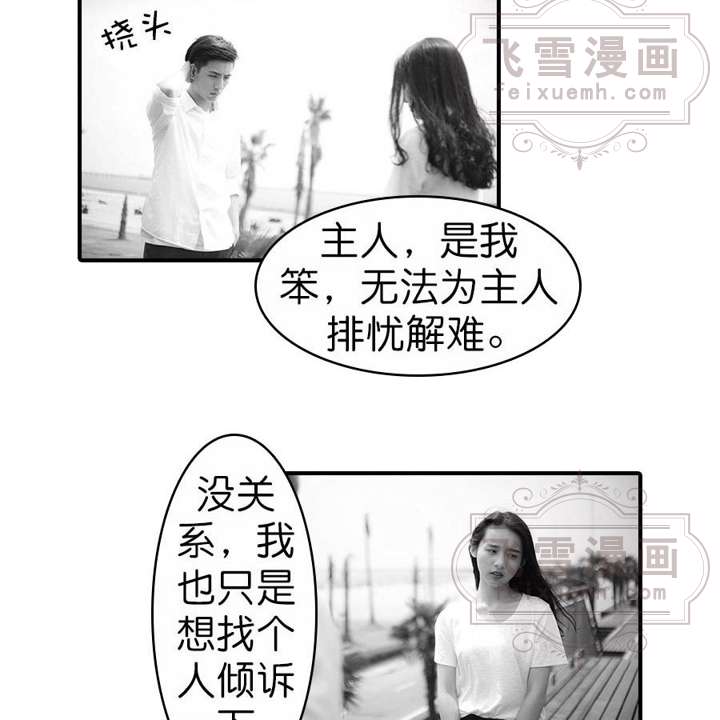 挠头
飞雪漫画
feixuemh.com
主人，是我
笨，无法为主人
排忧解难。
没关
系，我
也只是
想找个
人倾诉
下
飞雪漫画
feixuemh.com